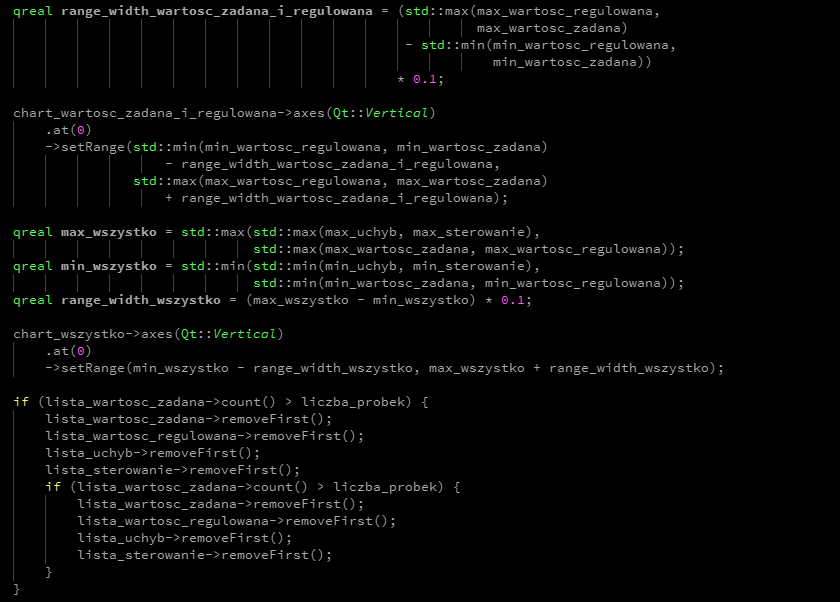 qreal range_width_wartosc_zadana_i_regulowana = (std::max(max_wartosc_regulowana,
max_wartosc_zadana)
- std::min(min_wartosc_regulowana,
min_wartosc_zadana))
* 0.1;
chart_wartosc_zadana_i_regulowana->axes(Qt::Vertical)
.at(0)
->setRange(std::min(min_wartosc_regulowana, min_wartosc_zadana)
- range_width_wartosc_zadana_i_regulowana,
std::max(max_wartosc_regulowana, max_wartosc_zadana)
+ range_width_wartosc_zadana_i_regulowana);
qreal max_wszystko = std::max(std::max(max_uchyb, max_sterowanie),
std::max(max_wartosc_zadana, max_wartosc_regulowana));
qreal min_wszystko = std::min(std::min(min_uchyb, min_sterowanie),
std::min(min_wartosc_zadana, min_wartosc_regulowana));
qreal range_width_wszystko = (max_wszystko - min_wszystko) * 0.1;
chart_wszystko->axes(Qt::Vertical)
.at(0)
->setRange(min_wszystko - range_width_wszystko, max_wszystko + range_width_wszystko);
if (lista_wartosc_zadana->count() > liczba_probek) {
lista_wartosc_zadana->removeFirst();
lista_wartosc_regulowana->removeFirst();
lista_uchyb->removeFirst();
lista_sterowanie->removeFirst();
if (lista_wartosc_zadana->count() > liczba_probek) {
lista_wartosc_zadana->removeFirst();
lista_wartosc_regulowana->removeFirst();
lista_uchyb->removeFirst();
lista_sterowanie->removeFirst();
}
}